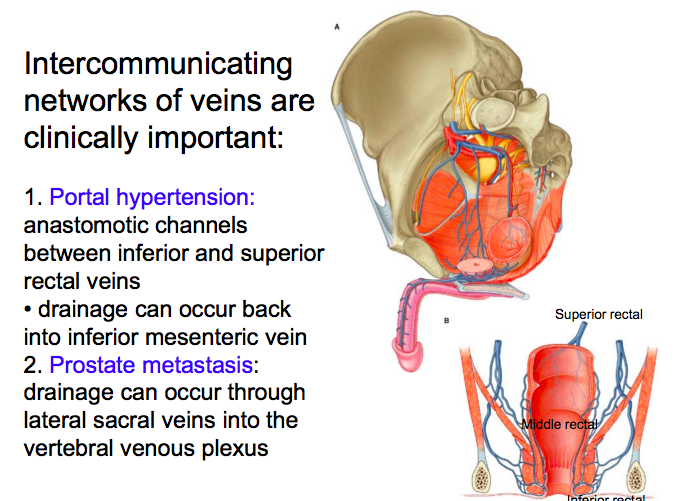 Intercommunicating
networks of veins are
clinically important:
1. Portal hypertension:
anastomotic channels
between inferior and superior
rectal veins
• drainage can occur back
into inferior mesenteric vein
2. Prostate metastasis:
drainage can occur through
lateral sacral veins into the
vertebral venous plexus
A
B
Superior rectal
Middle rectal
Inferior rectal